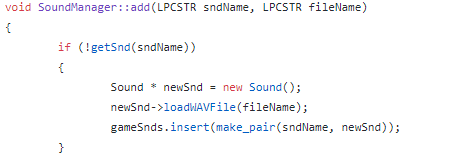 void SoundManager::add(LPCSTR sndName, LPCSTR fileName)
{
if (!getSnd(sndName))
{
Sound * newSnd = new Sound();
newSnd->loadWAVFile(fileName);
gameSnds.insert(make_pair(sndName, newSnd));
}